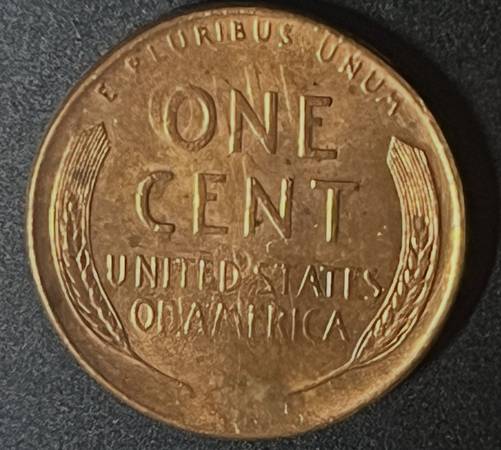 E PLURIBUS UNUM
ONE
CENT
UNITED STATES
OF AMERICA